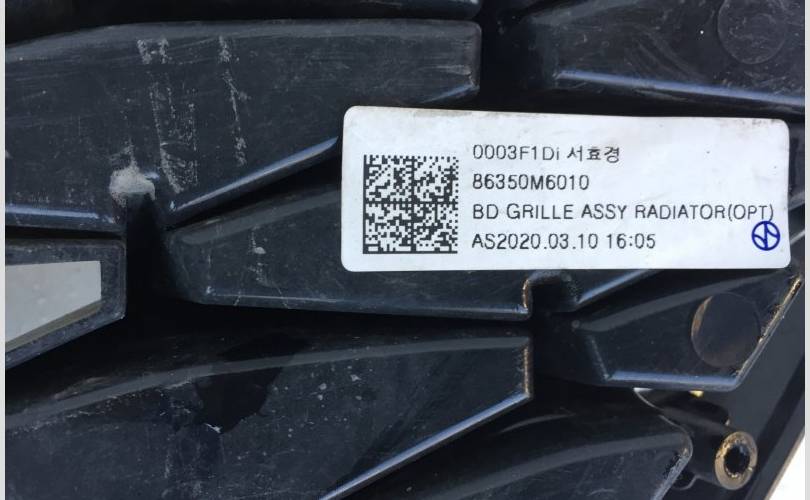 0003F1Di 서효경
86350M6010
BD GRILLE ASSY RADIATOR(OPT)
AS2020.03.10 16:05